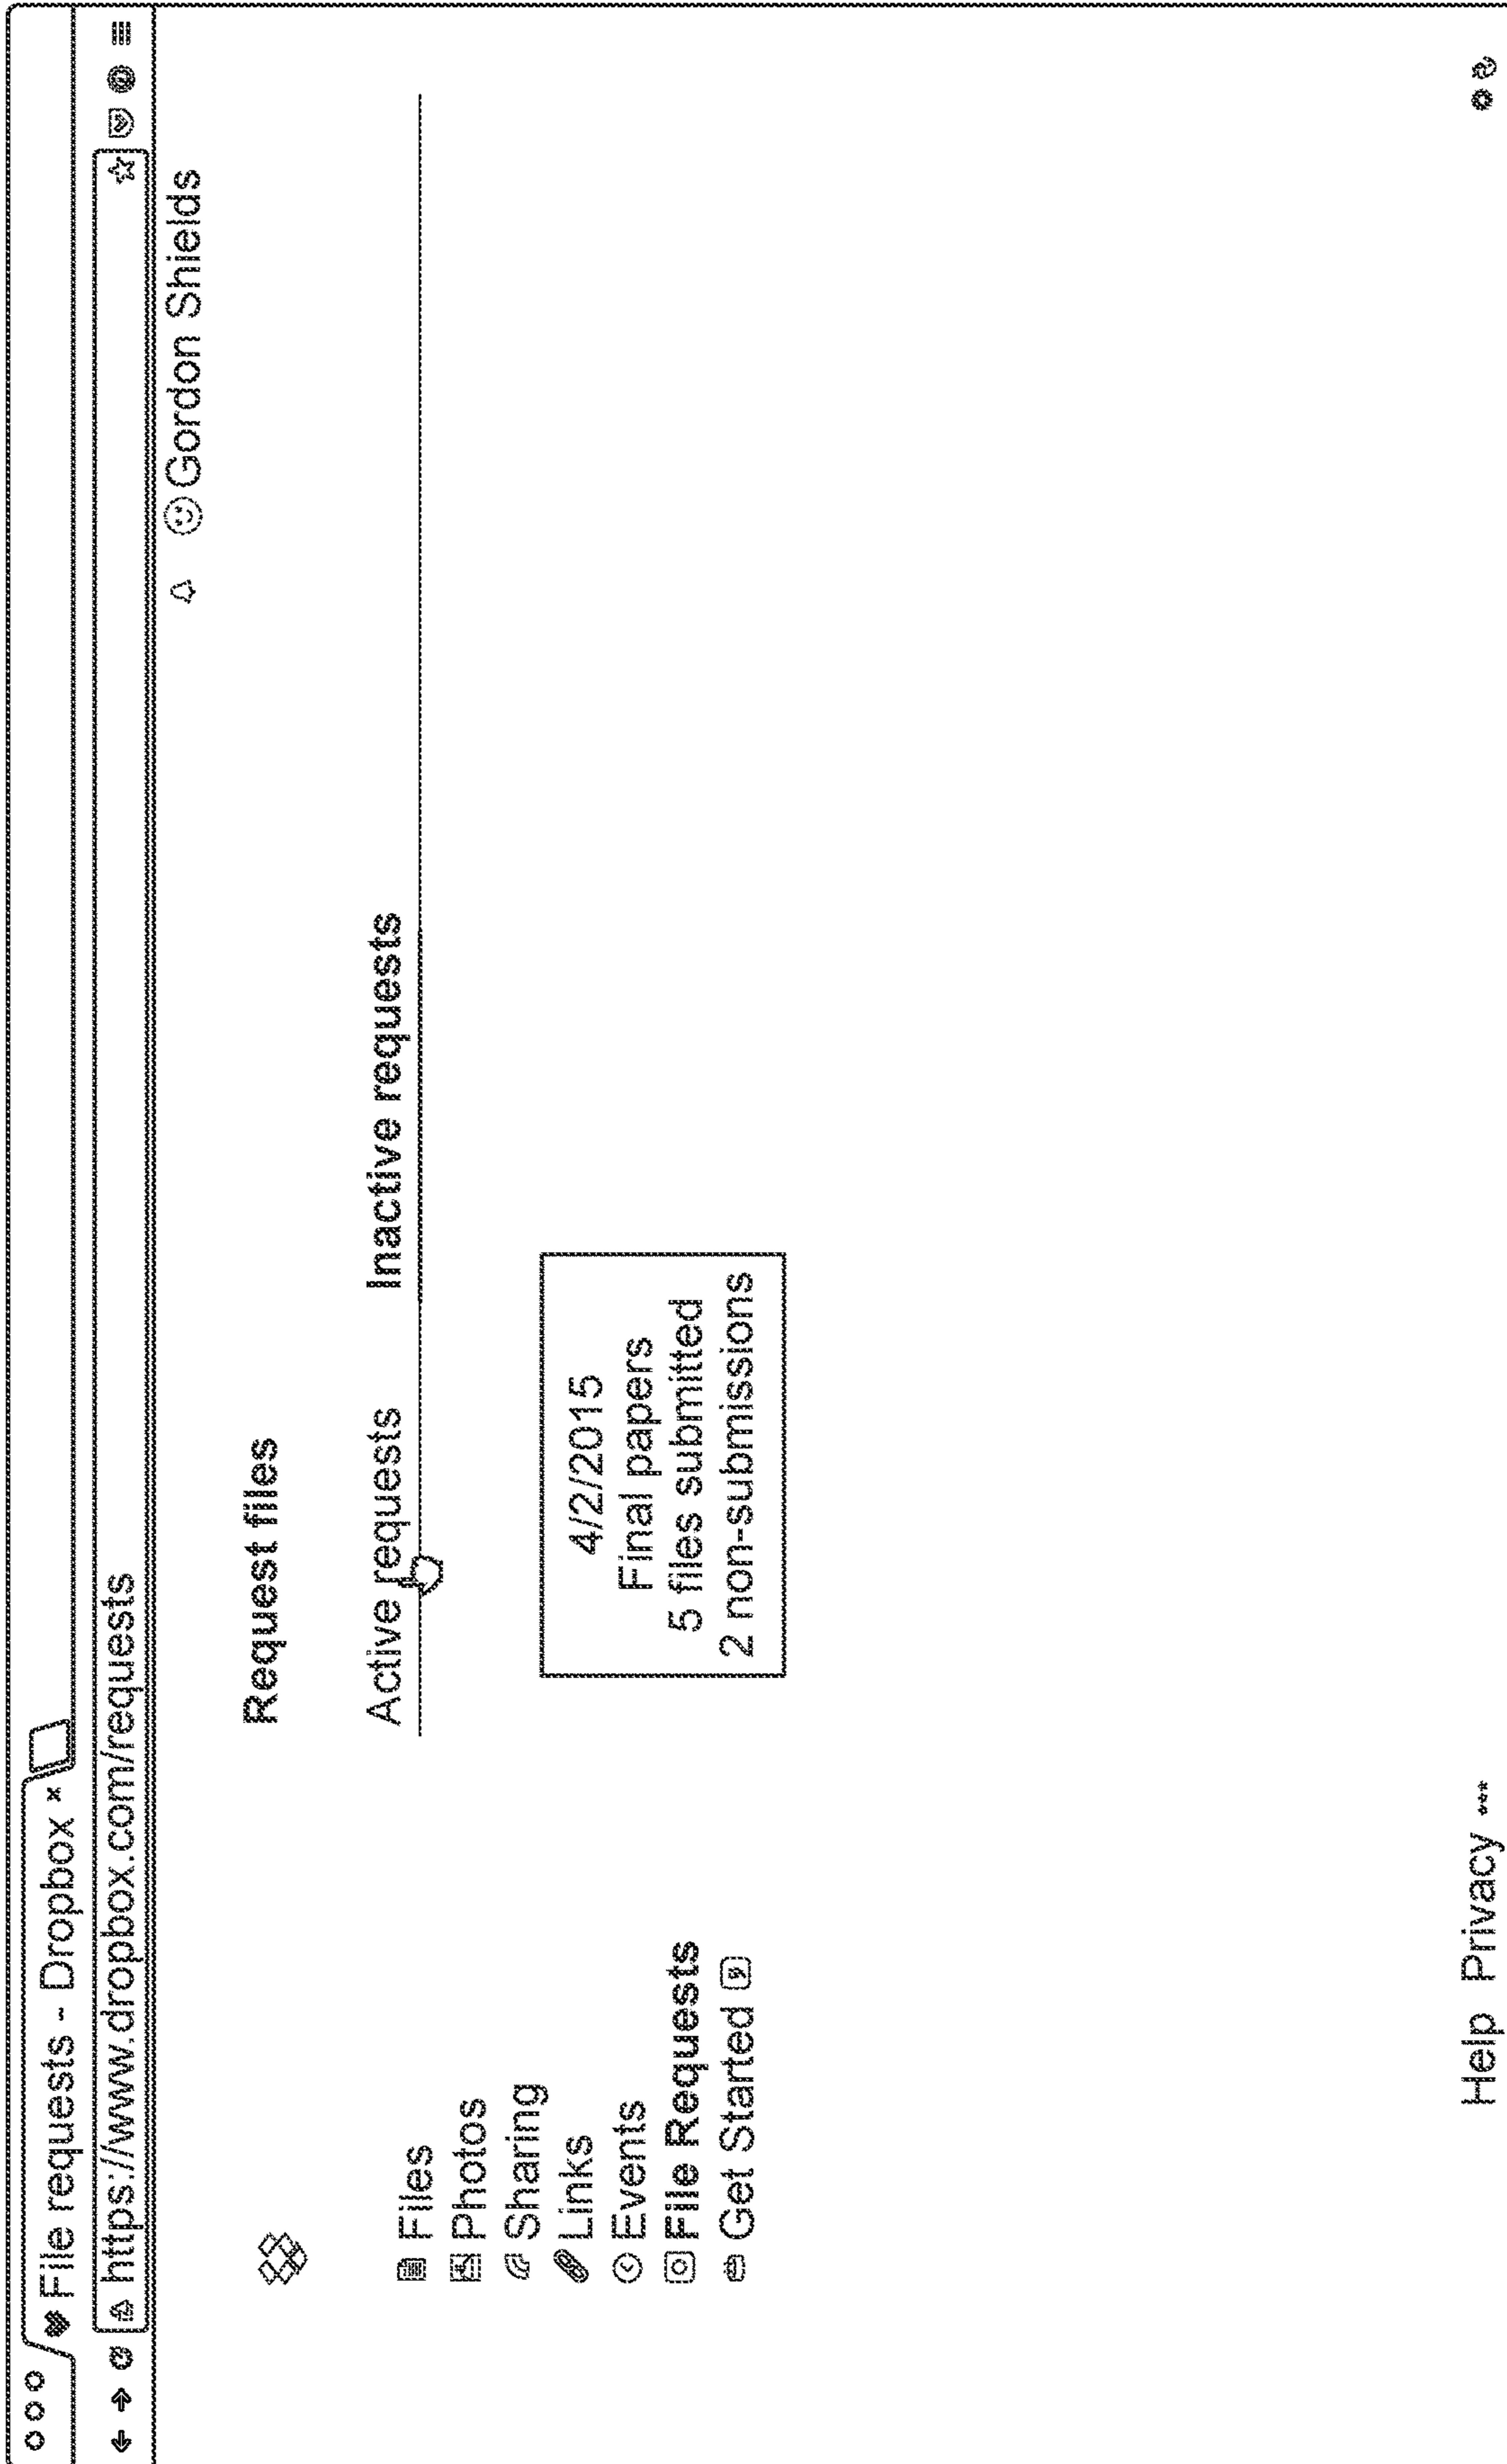 File requests - Dropbox ×
https://www.dropbox.com/requests
Gordon Shields
Request files
Active requests Inactive requests
Files
Photos
Sharing
Links
Events
File Requests
Get Started
4/2/2015
Final papers
5 files submitted
2 non-submissions
Help Privacy •••